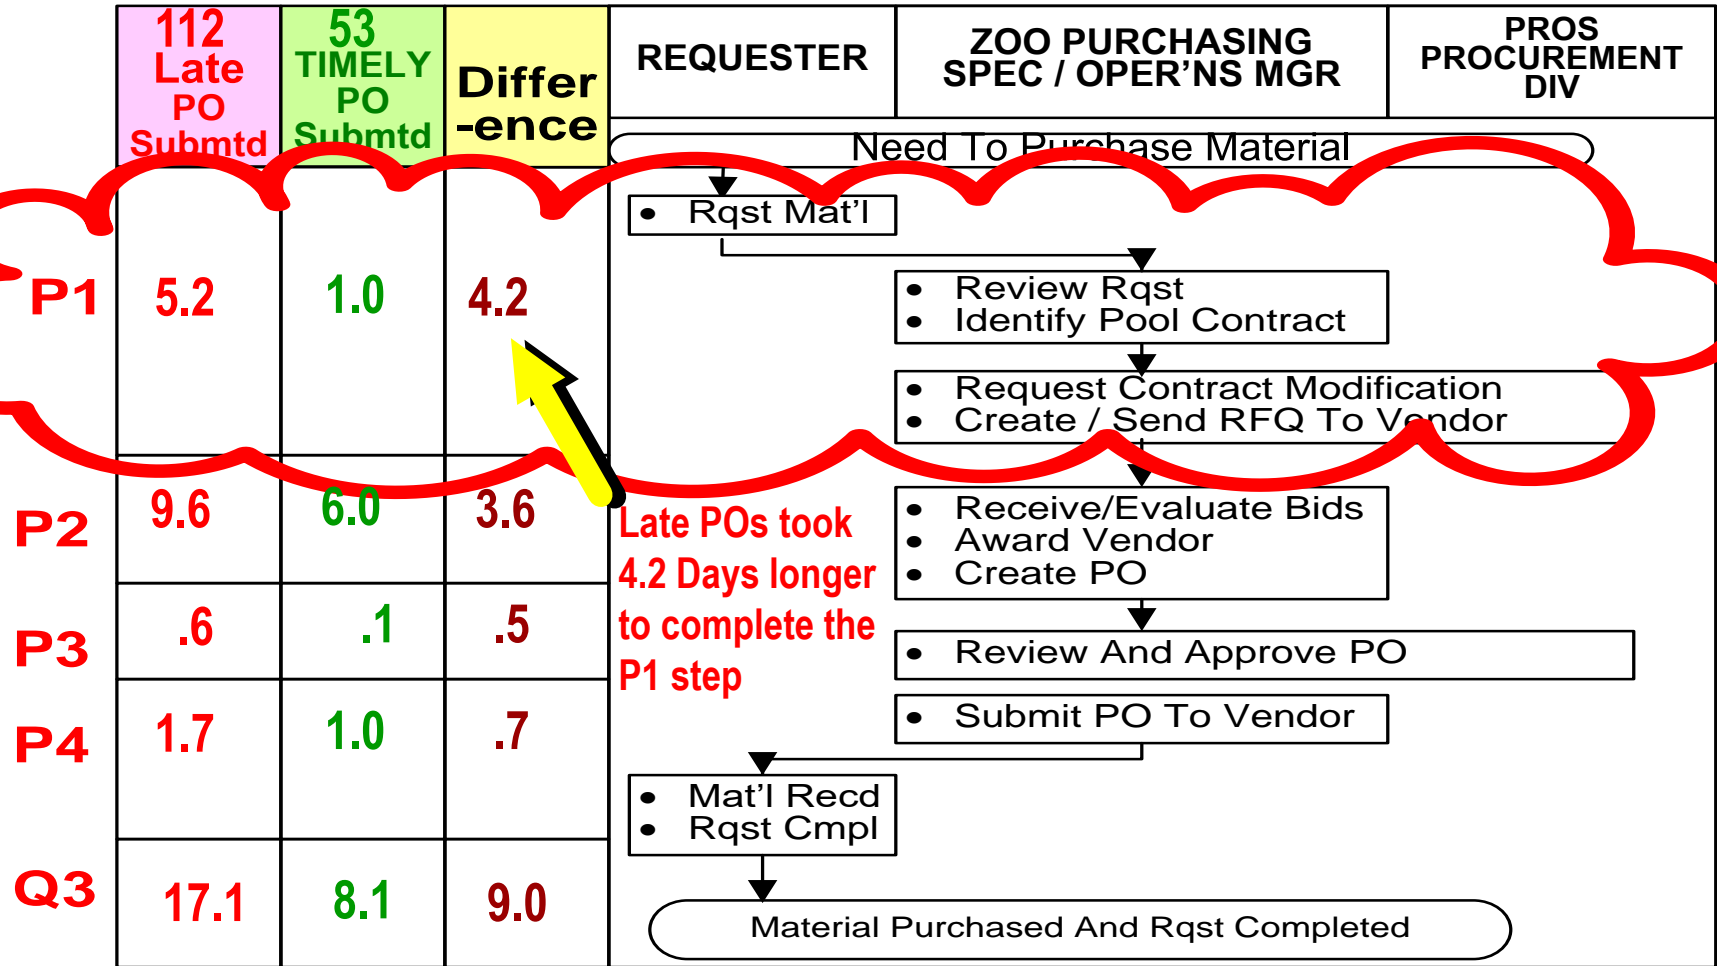 112
Late
PO
Submtd
53
TIMELY
PO
Submtd
Differ
-ence
REQUESTER
ZOO PURCHASING
SPEC / OPER'NS MGR
PROS
PROCUREMENT
DIV
Need To Purchase Material
• Rqst Mat'l
P1
5.2
1.0
4.2
• Review Rqst
• Identify Pool Contract
• Request Contract Modification
• Create / Send RFQ To Vendor
P2
9.6
6.0
3.6
Late POs took
4.2 Days longer
to complete the
P1 step
• Receive/Evaluate Bids
• Award Vendor
• Create PO
P3
.6
.1
.5
• Review And Approve PO
P4
1.7
1.0
.7
• Submit PO To Vendor
• Mat'l Recd
• Rqst Cmpl
Q3
17.1
8.1
9.0
Material Purchased And Rqst Completed